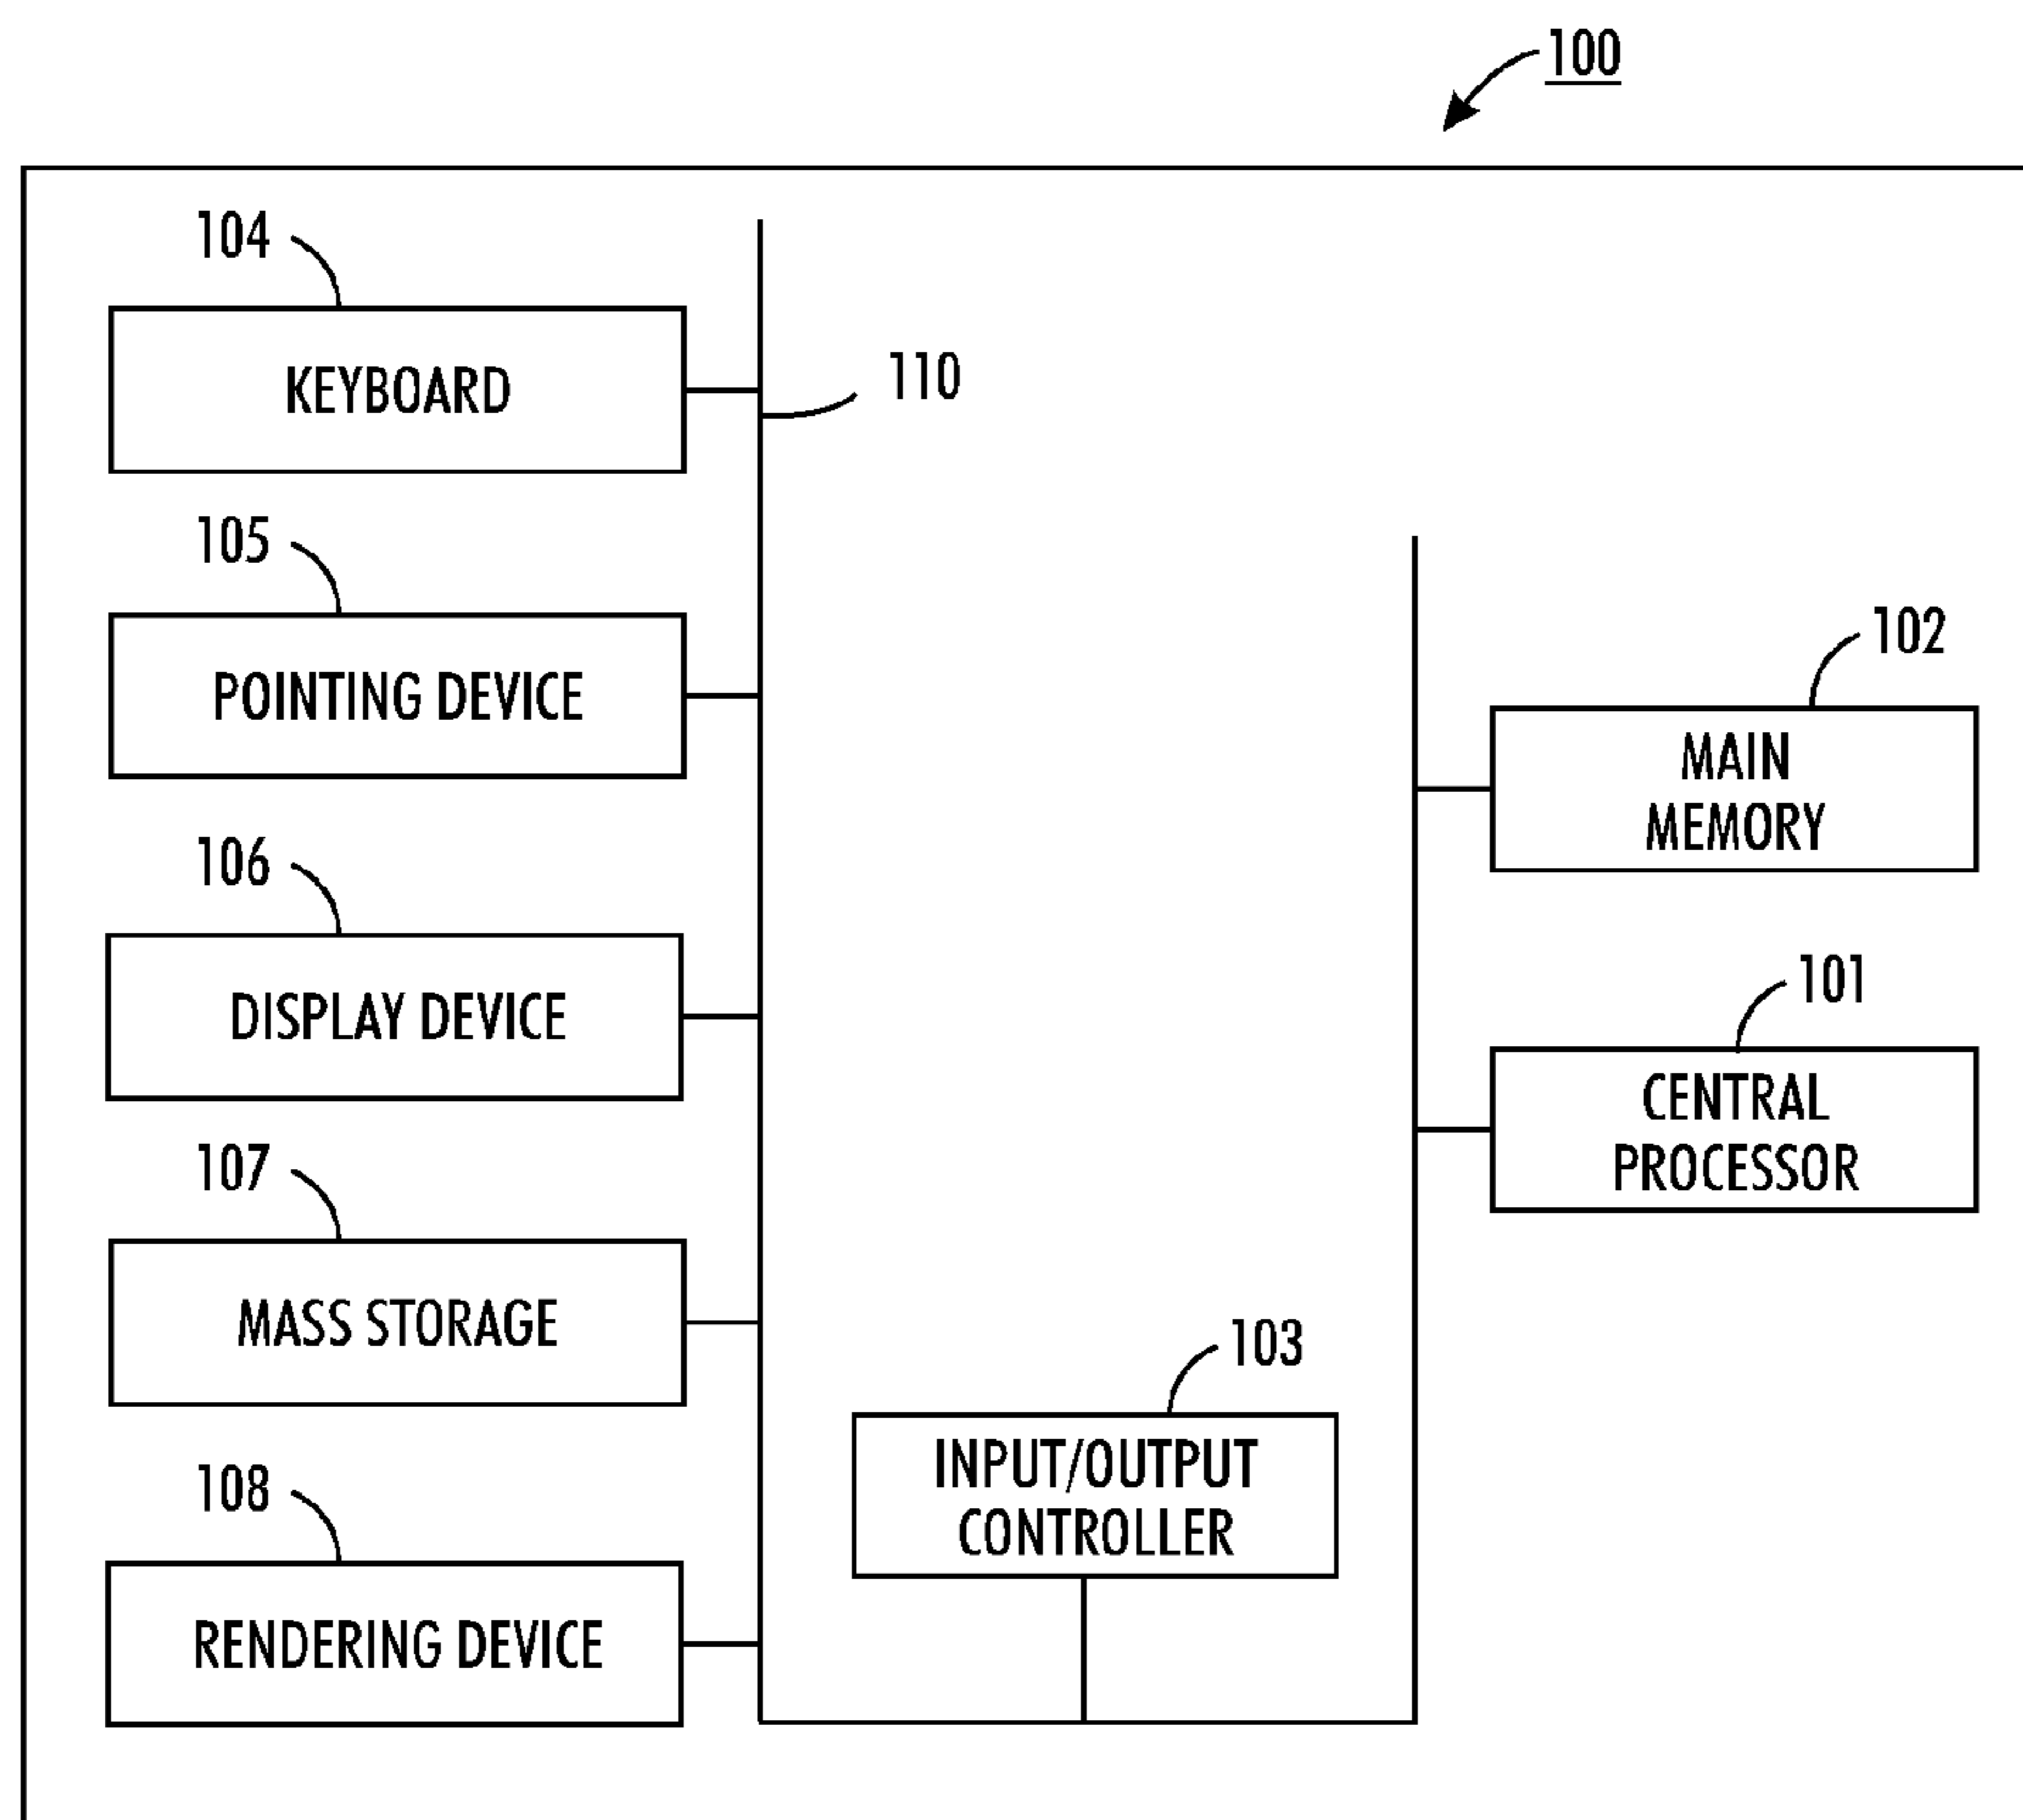 100
104
KEYBOARD
110
105
POINTING DEVICE
102
MAIN
MEMORY
106
DISPLAY DEVICE
101
CENTRAL
PROCESSOR
107
MASS STORAGE
103
INPUT/OUTPUT
CONTROLLER
108
RENDERING DEVICE